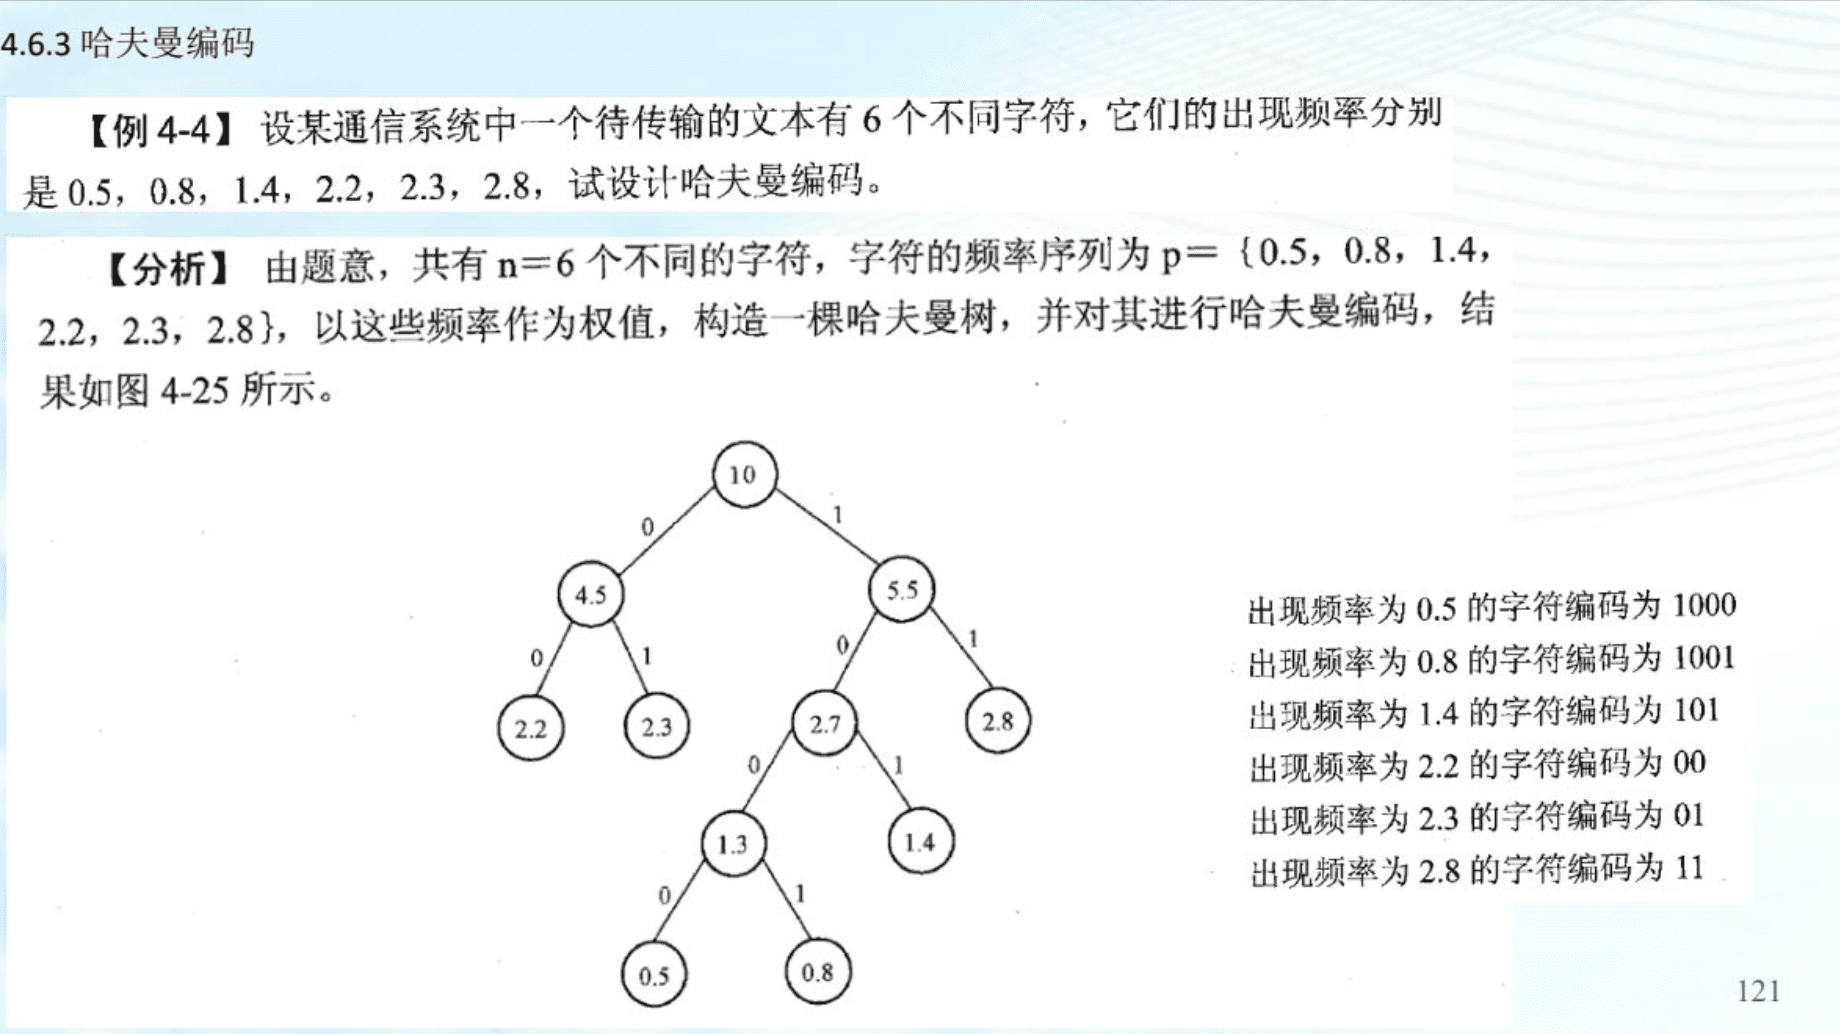 4.6.3 哈夫曼编码
【例 4-4】 设某通信系统中一个待传输的文本有 6 个不同字符，它们的出现频率分别
是 0.5，0.8，1.4，2.2，2.3，2.8，试设计哈夫曼编码。
【分析】 由题意，共有 n＝6 个不同的字符，字符的频率序列为 p＝｛0.5，0.8，1.4，
2.2，2.3，2.8｝，以这些频率作为权值，构造一棵哈夫曼树，并对其进行哈夫曼编码，结
果如图 4-25 所示。
10
0 1
4.5 5.5
0 1 0 1
2.2 2.3 2.7 2.8
0 1
1.3 1.4
0 1
0.5 0.8
出现频率为 0.5 的字符编码为 1000
出现频率为 0.8 的字符编码为 1001
出现频率为 1.4 的字符编码为 101
出现频率为 2.2 的字符编码为 00
出现频率为 2.3 的字符编码为 01
出现频率为 2.8 的字符编码为 11
121